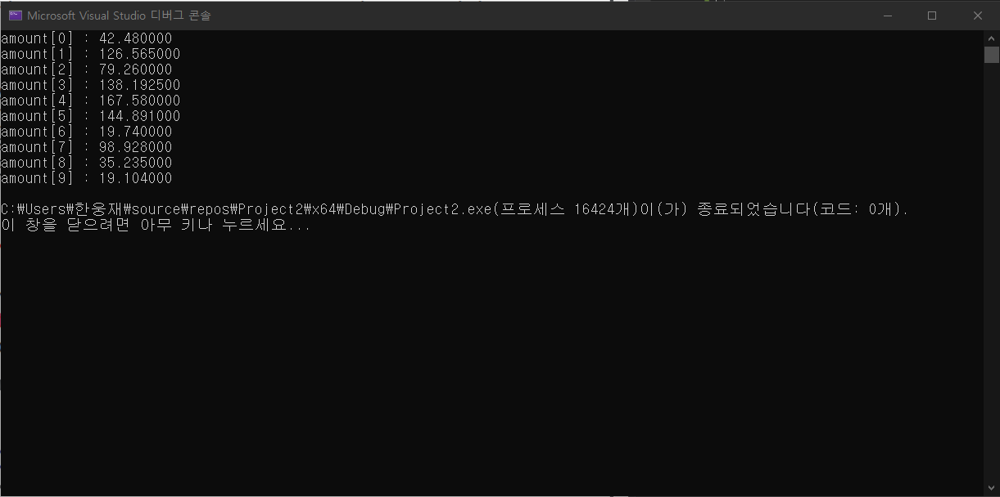 Microsoft Visual Studio 디버그 콘솔
amount[0] : 42.480000
amount[1] : 126.565000
amount[2] : 79.260000
amount[3] : 138.192500
amount[4] : 167.580000
amount[5] : 144.891000
amount[6] : 19.740000
amount[7] : 98.928000
amount[8] : 35.235000
amount[9] : 19.104000
C:₩Users₩한웅재₩source₩repos₩Project2₩x64₩Debug₩Project2.exe(프로세스 16424개)이(가) 종료되었습니다(코드: 0개).
이 창을 닫으려면 아무 키나 누르세요...